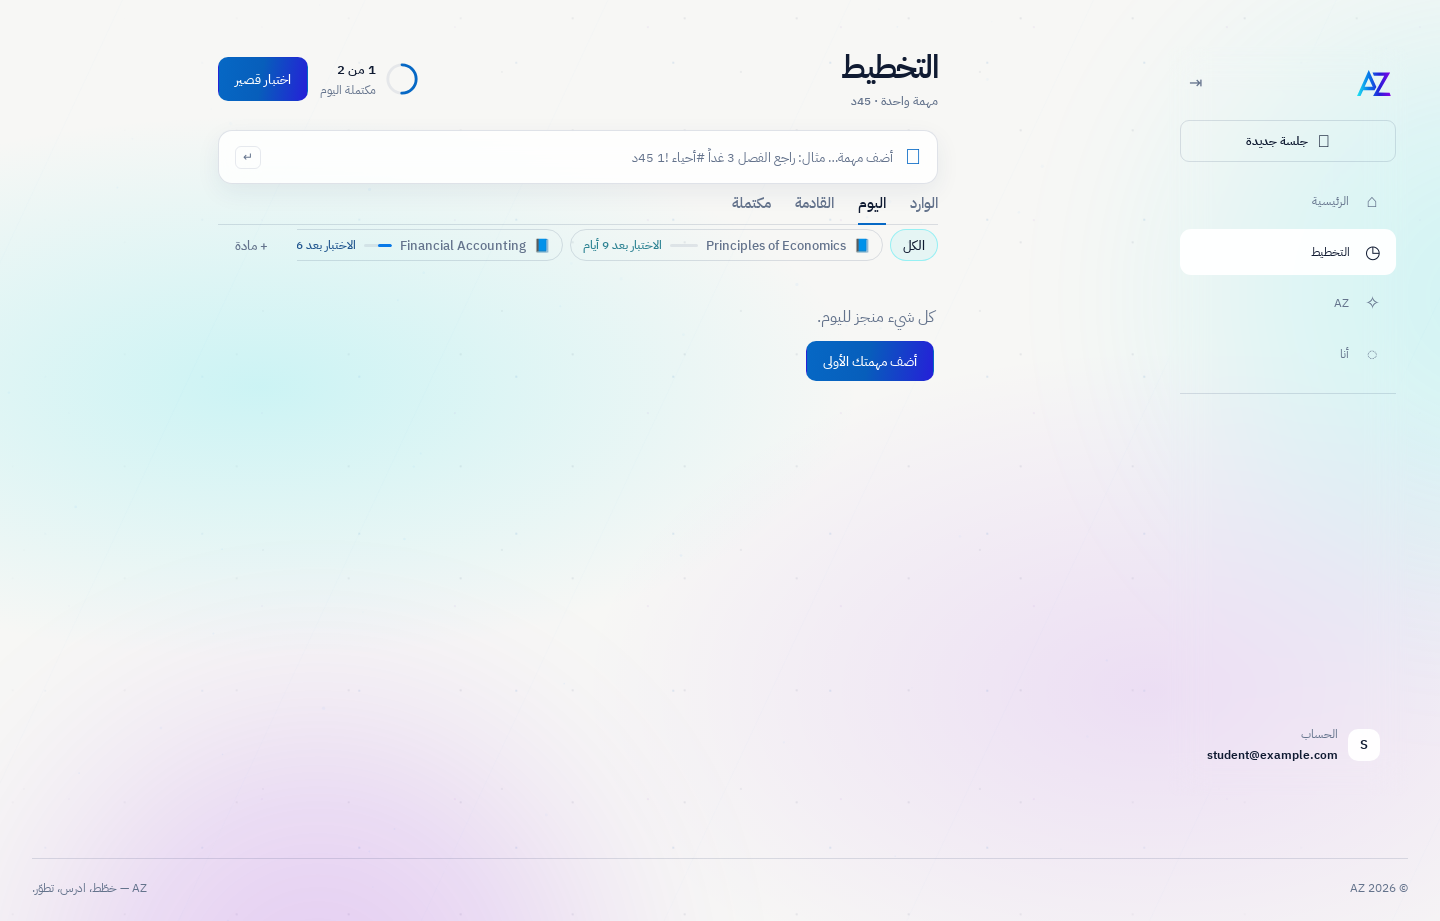 AZ
جلسة جديدة
الرئيسية
التخطيط
AZ
أنا
الحساب
S
student@example.com
التخطيط
مهمة واحدة · 45د
1 من 2
مكتملة اليوم
اختبار قصير
أضف مهمة... مثال: راجع الفصل 3 غداً #أحياء !1 45د
الوارد اليوم القادمة مكتملة
الكل Principles of Economics الاختبار بعد 9 أيام Financial Accounting الاختبار بعد 6 + مادة
كل شيء منجز لليوم.
أضف مهمتك الأولى
© 2026 AZ
AZ — خطّط، ادرس، تطوّر.